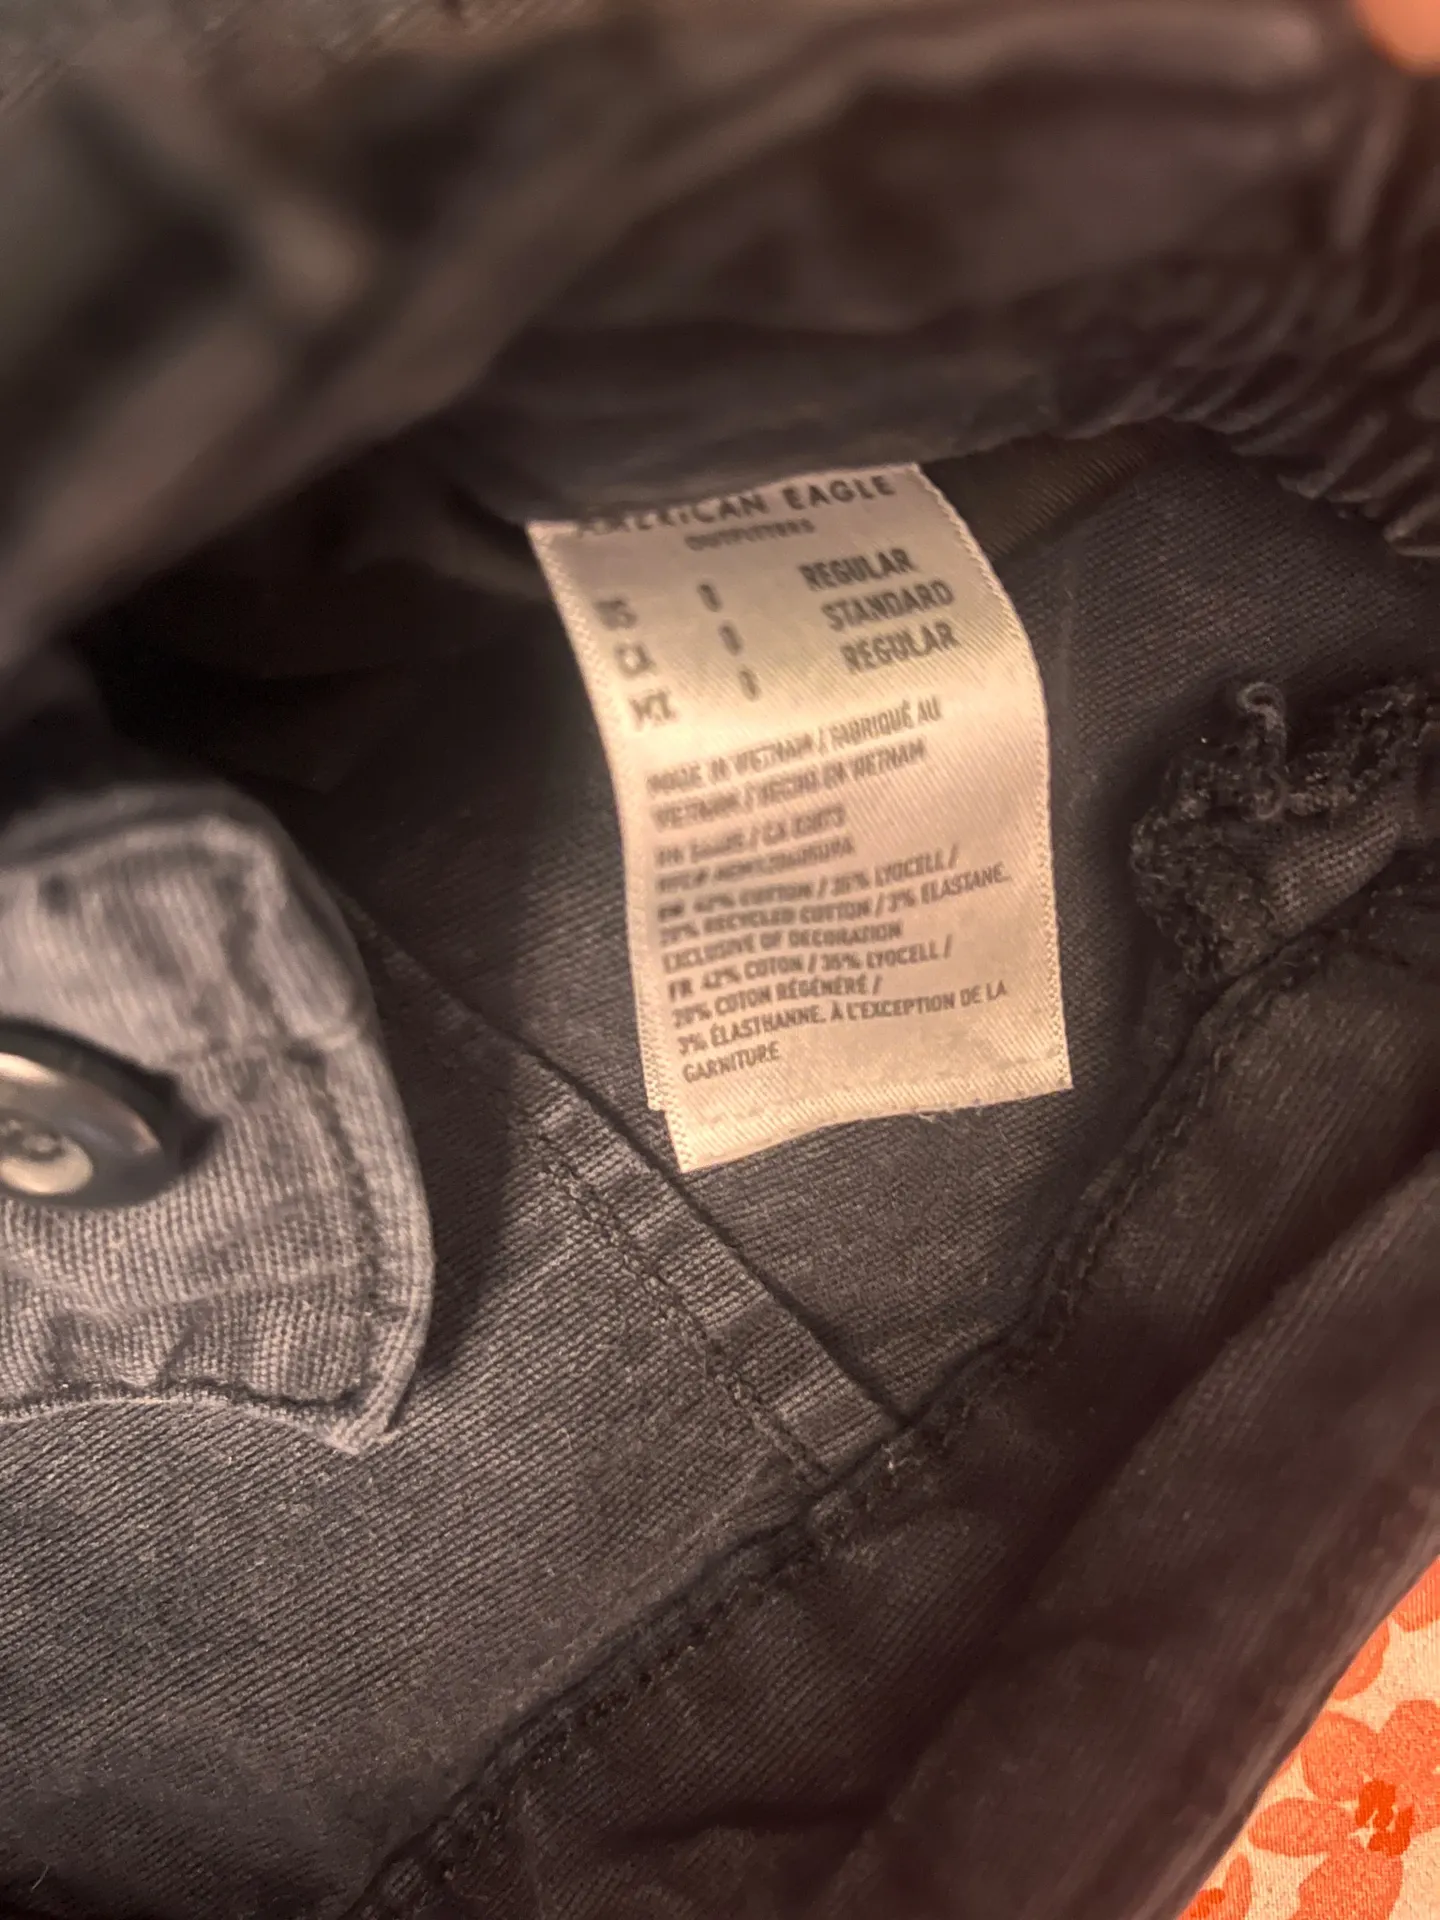 AMERICAN EAGLE
OUTFITTERS
US 0 REGULAR
CA 0 STANDARD
MX 0 REGULAR
MADE IN VIETNAM / FABRIQUÉ AU
VIETNAM / HECHO EN VIETNAM
EN 42% COTTON / 35% LYOCELL /
20% RECYCLED COTTON / 3% ELASTANE.
EXCLUSIVE OF DECORATION
FR 42% COTON / 35% LYOCELL /
20% COTON RÉGÉNÉRÉ /
3% ÉLASTHANNE. À L'EXCEPTION DE LA
GARNITURE